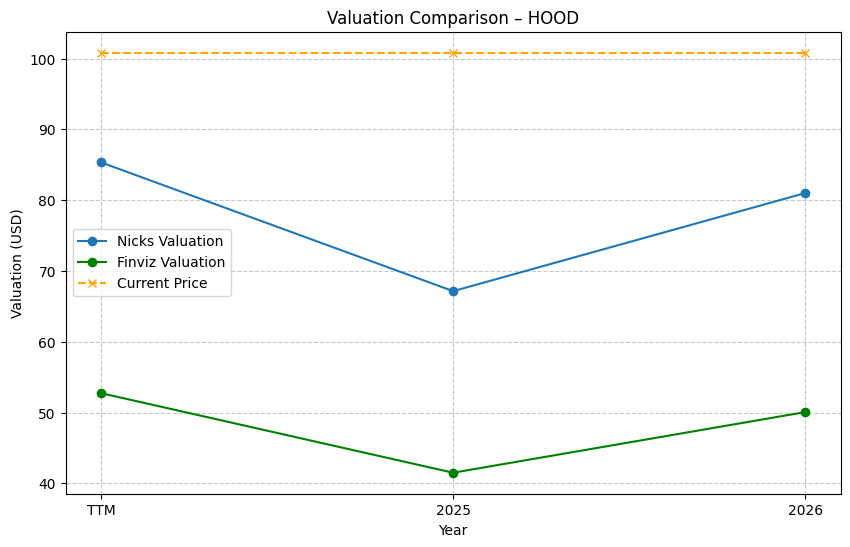 Valuation Comparison – HOOD
Valuation (USD)
100
90
80
70
60
50
40
Nicks Valuation
Finviz Valuation
Current Price
TTM
2025
2026
Year